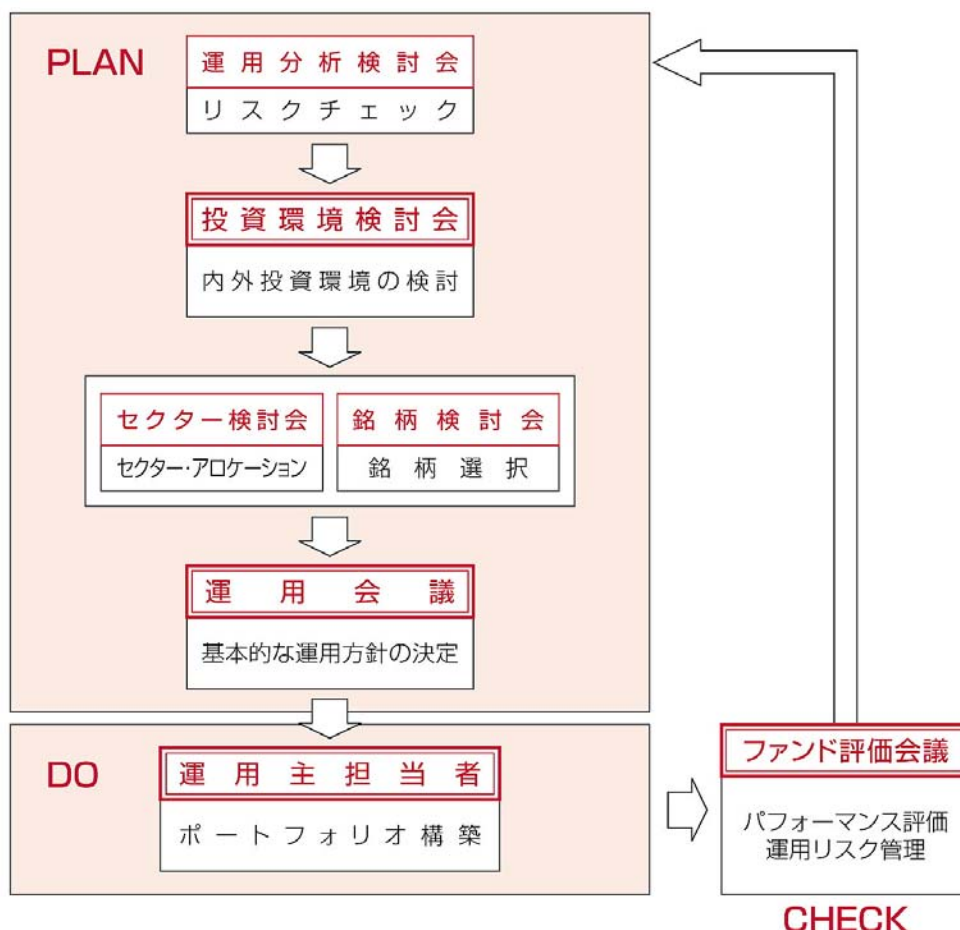 PLAN
運用分析検討会
リスクチェック
投資環境検討会
内外投資環境の検討
セクター検討会
セクター・アロケーション
銘柄検討会
銘柄選択
運用会議
基本的な運用方針の決定
DO
運用主担当者
ポートフォリオ構築
ファンド評価会議
パフォーマンス評価
運用リスク管理
CHECK